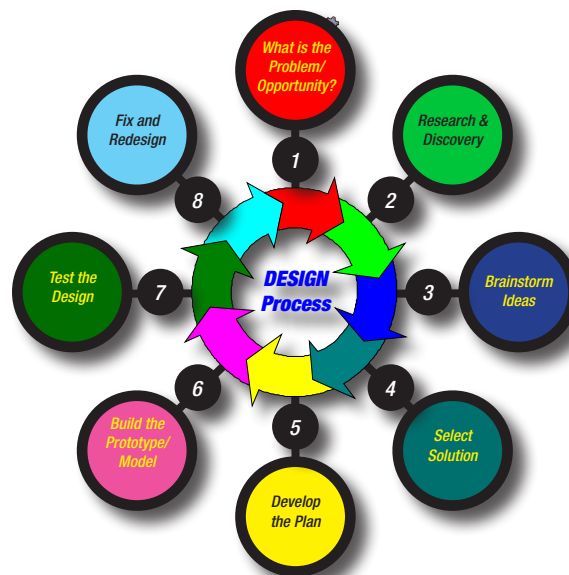 What is the
Problem/
Opportunity?
1
Research &
Discovery
2
Brainstorm
Ideas
3
Select
Solution
4
Develop
the Plan
5
Build the
Prototype/
Model
6
Test the
Design
7
Fix and
Redesign
8
DESIGN
Process